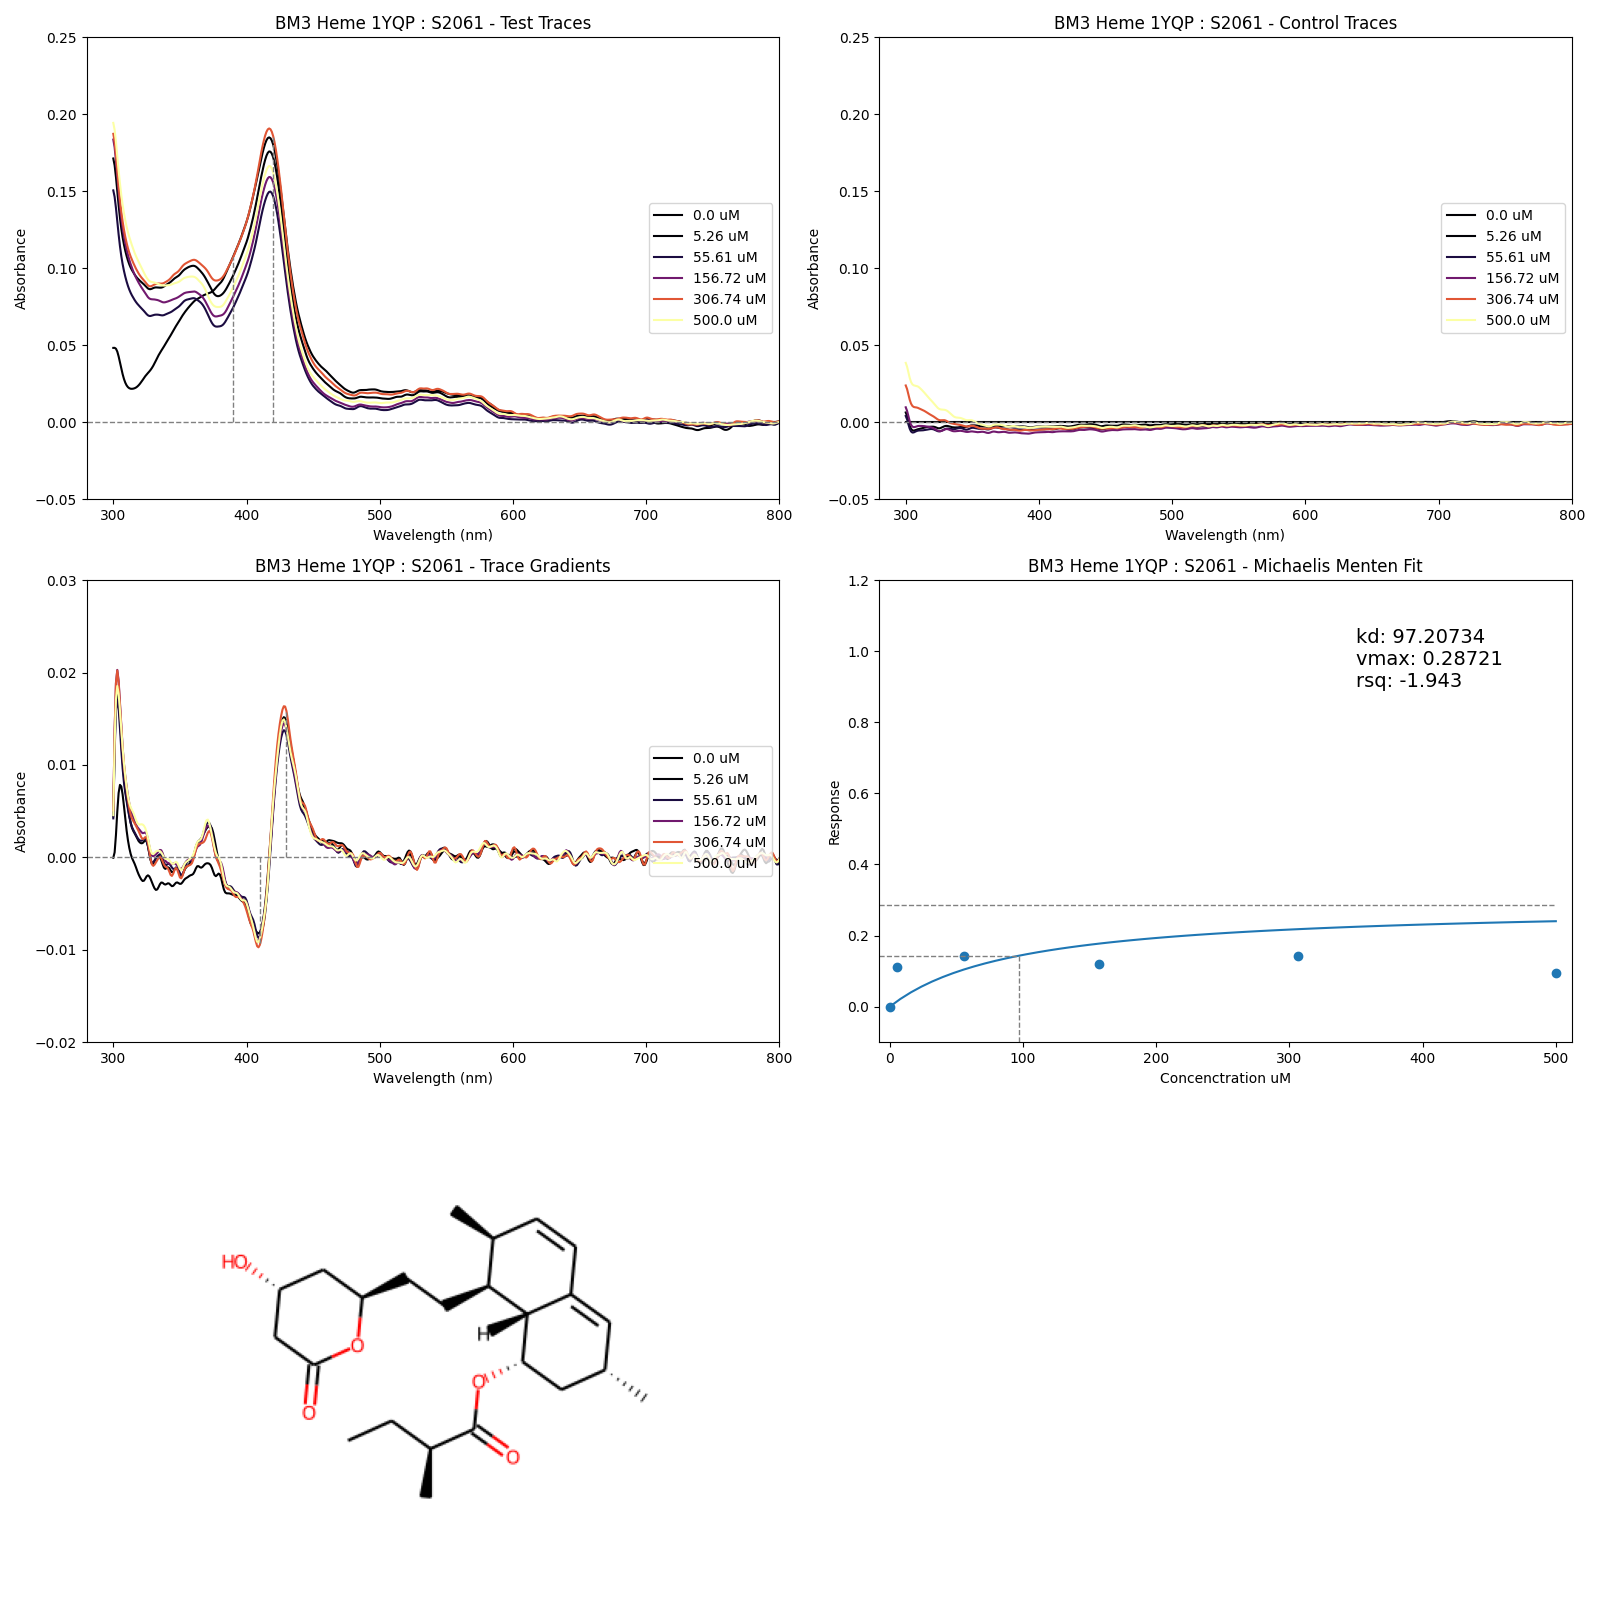 BM3 Heme 1YQP : S2061 - Test Traces
0.25
0.20
0.15
0.10
0.05
0.00
−0.05
Absorbance
300
400
500
600
700
800
Wavelength (nm)
0.0 uM
5.26 uM
55.61 uM
156.72 uM
306.74 uM
500.0 uM
BM3 Heme 1YQP : S2061 - Control Traces
0.25
0.20
0.15
0.10
0.05
0.00
−0.05
Absorbance
300
400
500
600
700
800
Wavelength (nm)
0.0 uM
5.26 uM
55.61 uM
156.72 uM
306.74 uM
500.0 uM
BM3 Heme 1YQP : S2061 - Trace Gradients
0.03
0.02
0.01
0.00
−0.01
−0.02
Absorbance
300
400
500
600
700
800
Wavelength (nm)
0.0 uM
5.26 uM
55.61 uM
156.72 uM
306.74 uM
500.0 uM
BM3 Heme 1YQP : S2061 - Michaelis Menten Fit
1.2
1.0
0.8
0.6
0.4
0.2
0.0
Response
kd: 97.20734
vmax: 0.28721
rsq: -1.943
0
100
200
300
400
500
Concenctration uM
HO
H
O
O
O
O